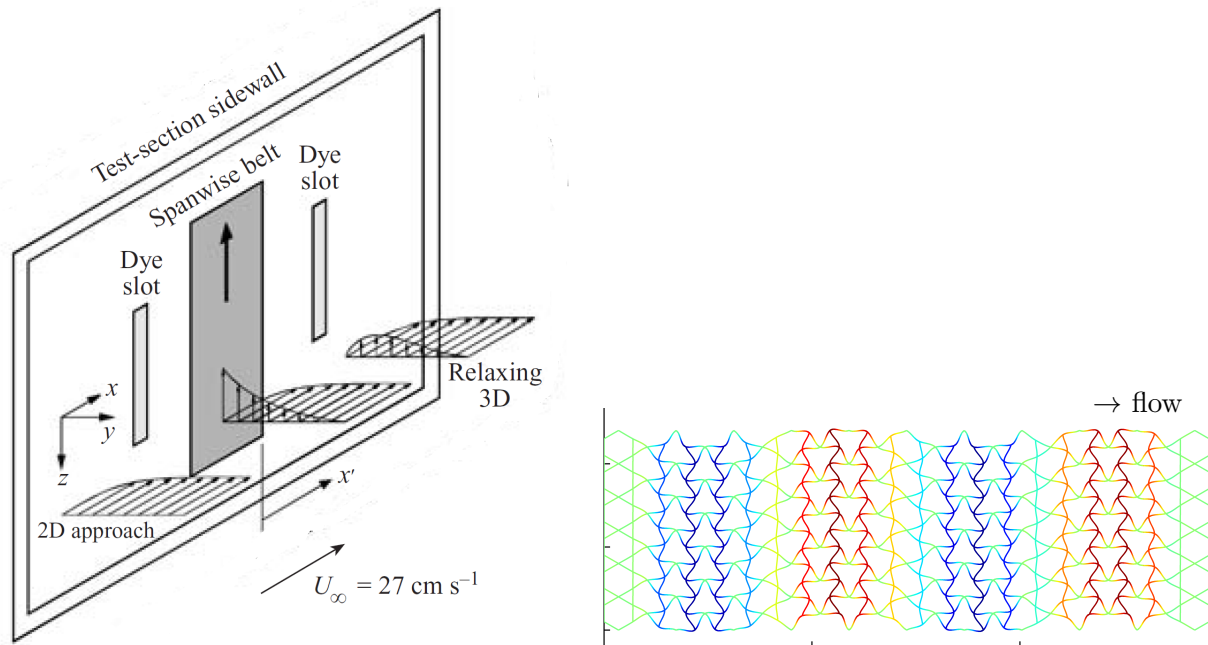 Test-section sidewall
Spanwise belt
Dye
slot
Dye
slot
x
y
z
Relaxing
3D
x′
2D approach
U∞ = 27 cm s⁻¹
→ flow